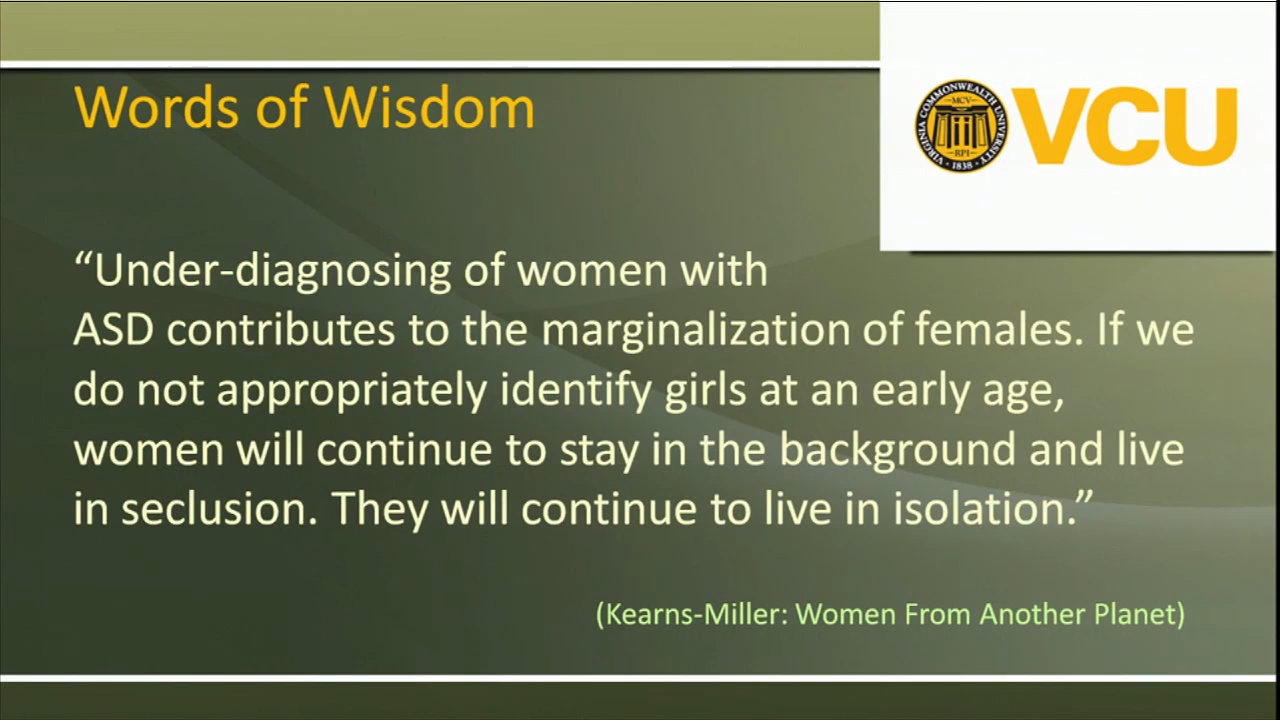 Words of Wisdom
VIRGINIA COMMONWEALTH UNIVERSITY
MCV
RPI
1838
VCU
“Under-diagnosing of women with
ASD contributes to the marginalization of females. If we
do not appropriately identify girls at an early age,
women will continue to stay in the background and live
in seclusion. They will continue to live in isolation.”
(Kearns-Miller: Women From Another Planet)